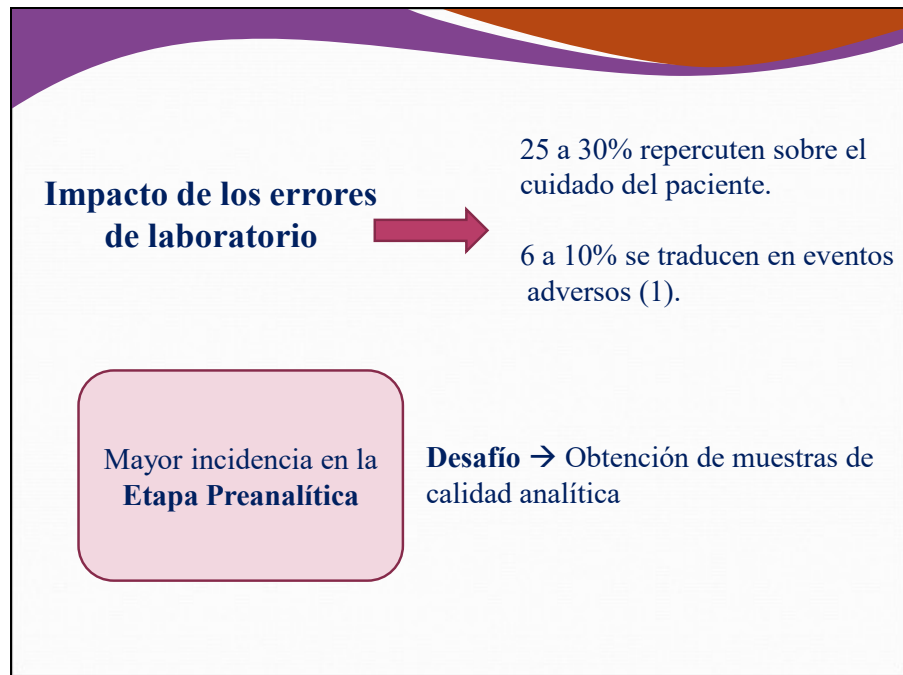 Impacto de los errores
de laboratorio
25 a 30% repercuten sobre el
cuidado del paciente.
6 a 10% se traducen en eventos
adversos (1).
Mayor incidencia en la
Etapa Preanalítica
Desafío → Obtención de muestras de
calidad analítica